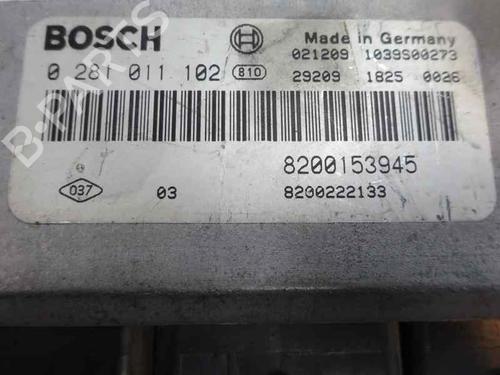 BOSCH
Made in Germany
021209 1039S00273
0 281 011 102 810
29209 1825 0026
8200153945
037 03 8200222133
B-PARTS